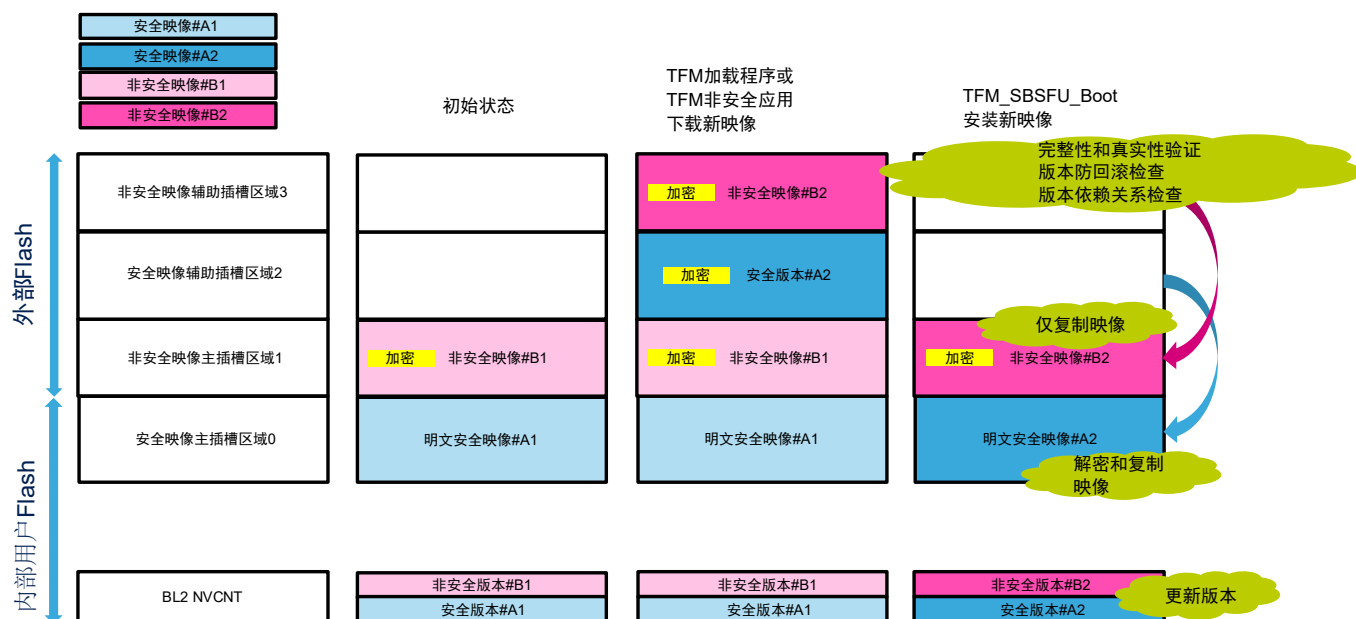 安全映像#A1
安全映像#A2
非安全映像#B1
非安全映像#B2
初始状态
TFM加载程序或
TFM非安全应用
下载新映像
TFM_SBSFU_Boot
安装新映像
完整性和真实性验证
版本防回滚检查
版本依赖关系检查
外部Flash
非安全映像辅助插槽区域3
加密 非安全映像#B2
安全映像辅助插槽区域2
加密 安全版本#A2
仅复制映像
非安全映像主插槽区域1
加密 非安全映像#B1
加密 非安全映像#B1
加密 非安全映像#B2
内部用户Flash
安全映像主插槽区域0
明文安全映像#A1
明文安全映像#A1
明文安全映像#A2
解密和复制
映像
BL2 NVCNT
非安全版本#B1
安全版本#A1
非安全版本#B1
安全版本#A1
非安全版本#B2
安全版本#A2
更新版本